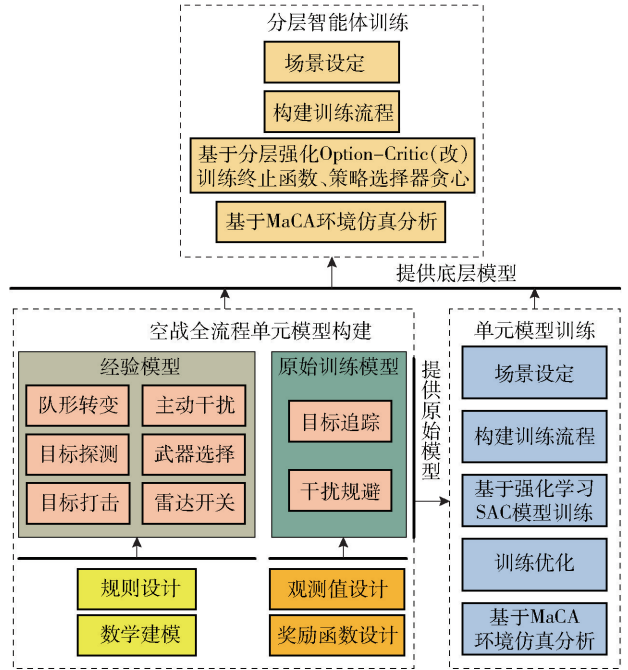 分层智能体训练
场景设定
构建训练流程
基于分层强化Option-Critic(改)
训练终止函数、策略选择器贪心
基于MaCA环境仿真分析
提供底层模型
空战全流程单元模型构建
经验模型
队形转变
主动干扰
目标探测
武器选择
目标打击
雷达开关
规则设计
数学建模
原始训练模型
目标追踪
干扰规避
观测值设计
奖励函数设计
提供原始模型
单元模型训练
场景设定
构建训练流程
基于强化学习
SAC模型训练
训练优化
基于MaCA
环境仿真分析